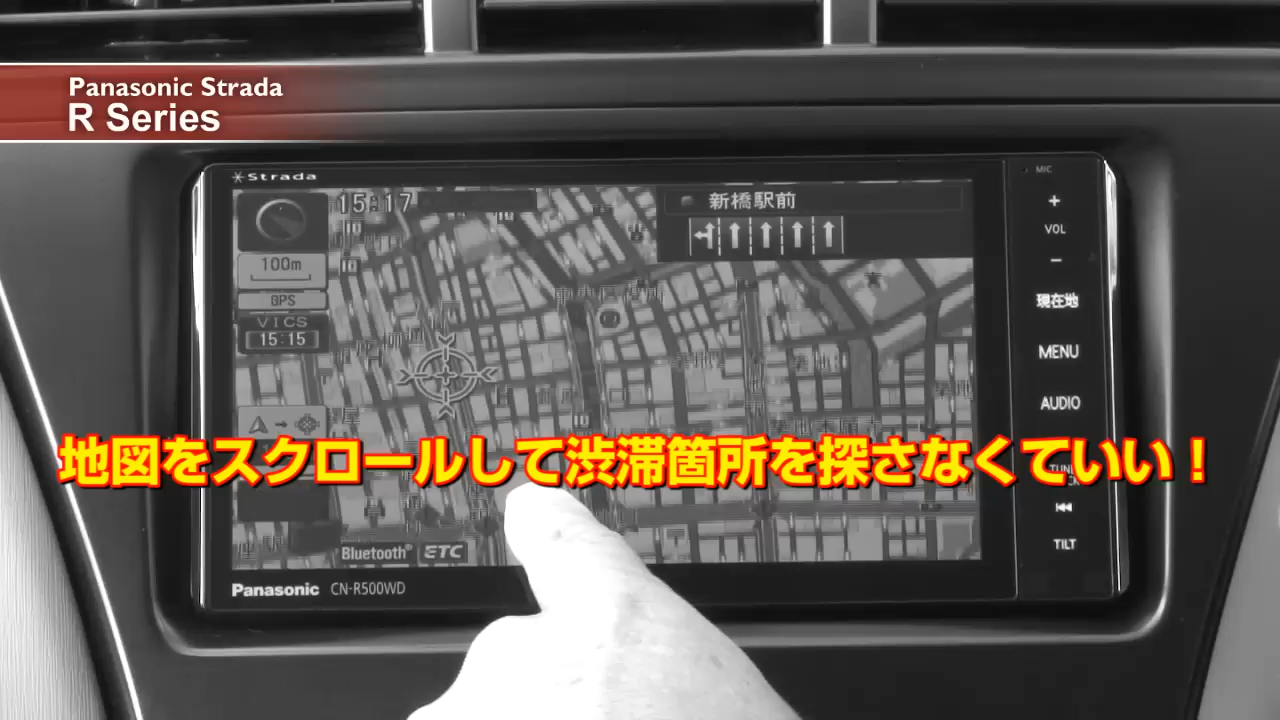 Panasonic Strada
R Series
Strada
MIC
15:17
新橋駅前
100m
GPS
VICS
15:15
+
VOL
−
現在地
MENU
AUDIO
地図をスクロールして渋滞箇所を探さなくていい！
TILT
Bluetooth® ETC
Panasonic CN-R500WD